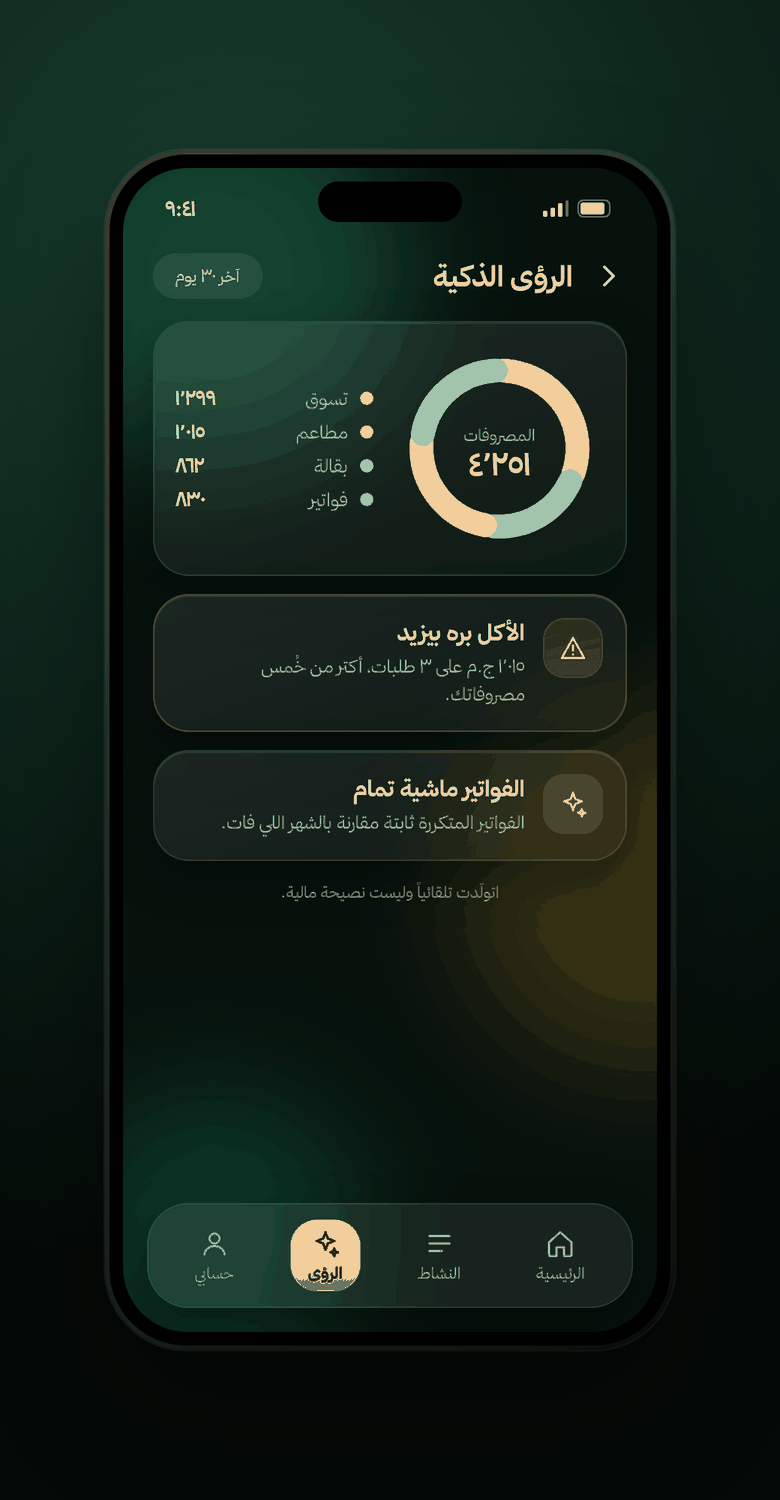 ٩:٤١
الرؤى الذكية
آخر ٣٠ يوم
المصروفات
٤٬٢٥١
تسوق ١٬٢٩٩
مطاعم ١٬٠١٥
بقالة ٨٦٢
فواتير ٨٣٠
الأكل بره بيزيد
١٬٠١٥ ج.م على ٣ طلبات، أكتر من خُمس
مصروفاتك.
الفواتير ماشية تمام
الفواتير المتكررة ثابتة مقارنة بالشهر اللي فات.
اتولّدت تلقائياً وليست نصيحة مالية.
الرئيسية
النشاط
الرؤى
حسابي